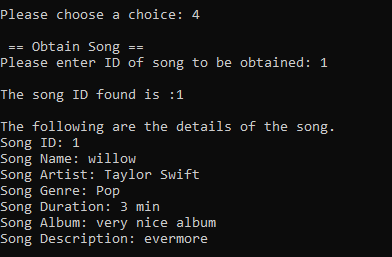 Please choose a choice: 4
== Obtain Song ==
Please enter ID of song to be obtained: 1
The song ID found is :1
The following are the details of the song.
Song ID: 1
Song Name: willow
Song Artist: Taylor Swift
Song Genre: Pop
Song Duration: 3 min
Song Album: very nice album
Song Description: evermore